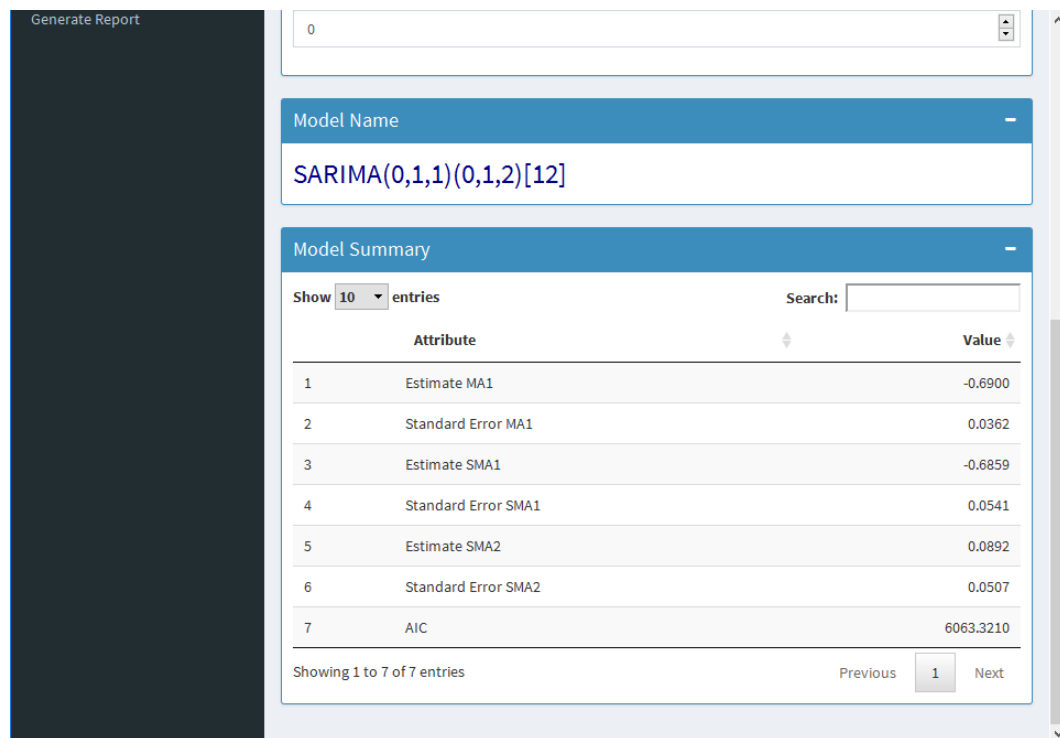 Generate Report
0
Model Name
SARIMA(0,1,1)(0,1,2)[12]
Model Summary
Show 10 entries Search:
Attribute Value
1 Estimate MA1 -0.6900
2 Standard Error MA1 0.0362
3 Estimate SMA1 -0.6859
4 Standard Error SMA1 0.0541
5 Estimate SMA2 0.0892
6 Standard Error SMA2 0.0507
7 AIC 6063.3210
Showing 1 to 7 of 7 entries Previous 1 Next